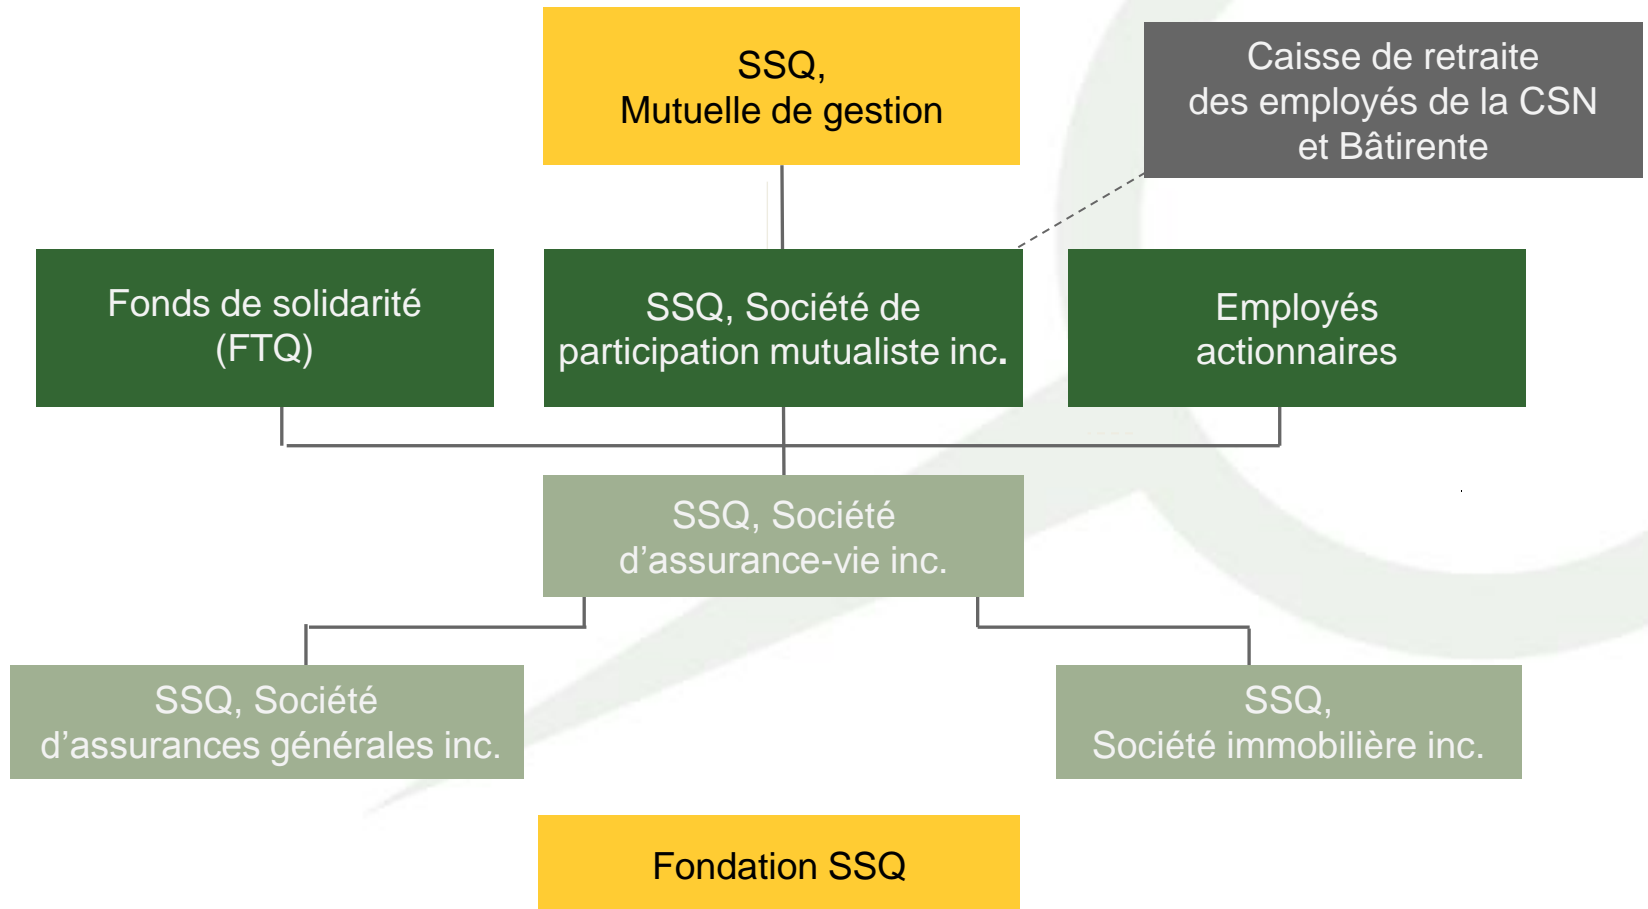 SSQ,
Mutuelle de gestion
Caisse de retraite
des employés de la CSN
et Bâtirente
Fonds de solidarité
(FTQ)
SSQ, Société de
participation mutualiste inc.
Employés
actionnaires
SSQ, Société
d’assurance-vie inc.
SSQ, Société
d’assurances générales inc.
SSQ,
Société immobilière inc.
Fondation SSQ